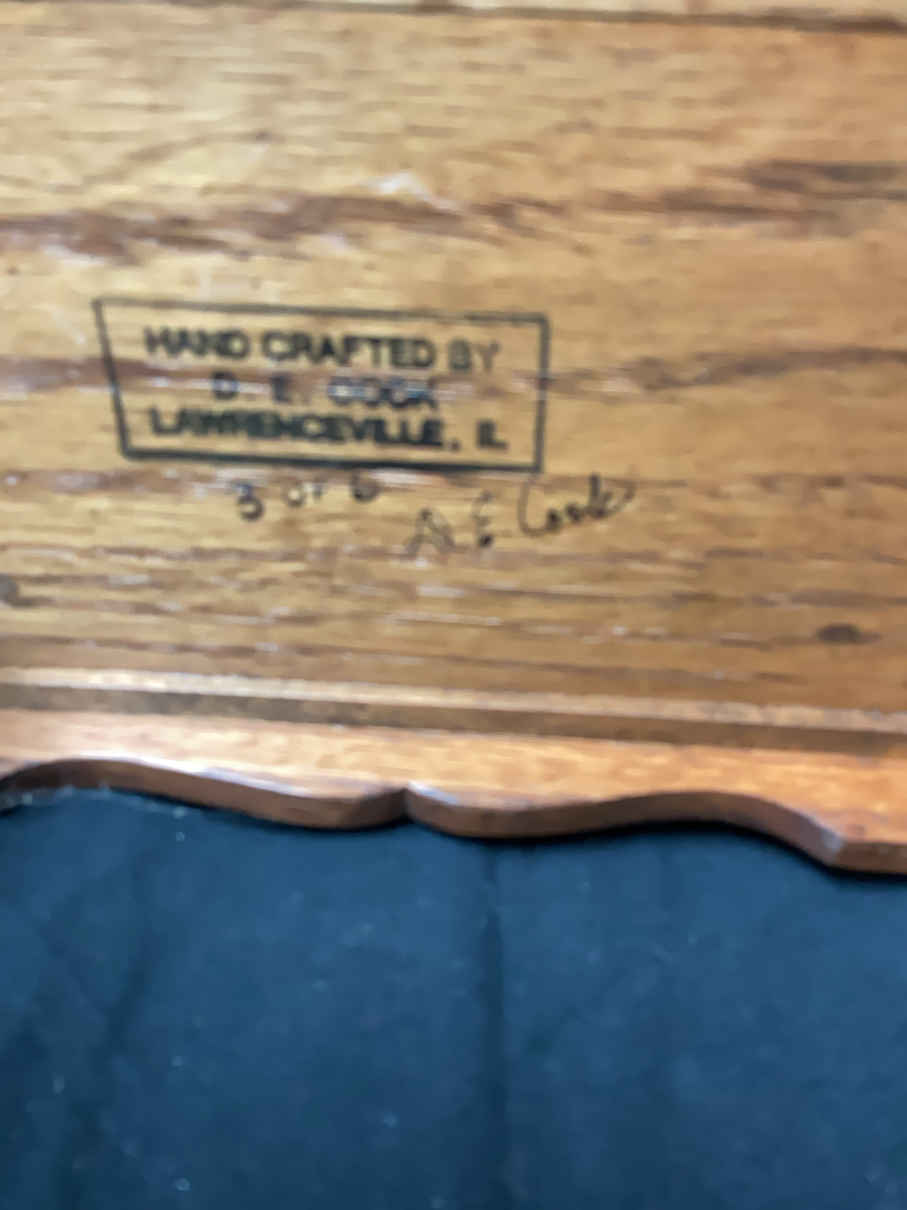 HAND CRAFTED BY
D. E. COOK
LAWRENCEVILLE, IL
3 of 6
D. E. Cook